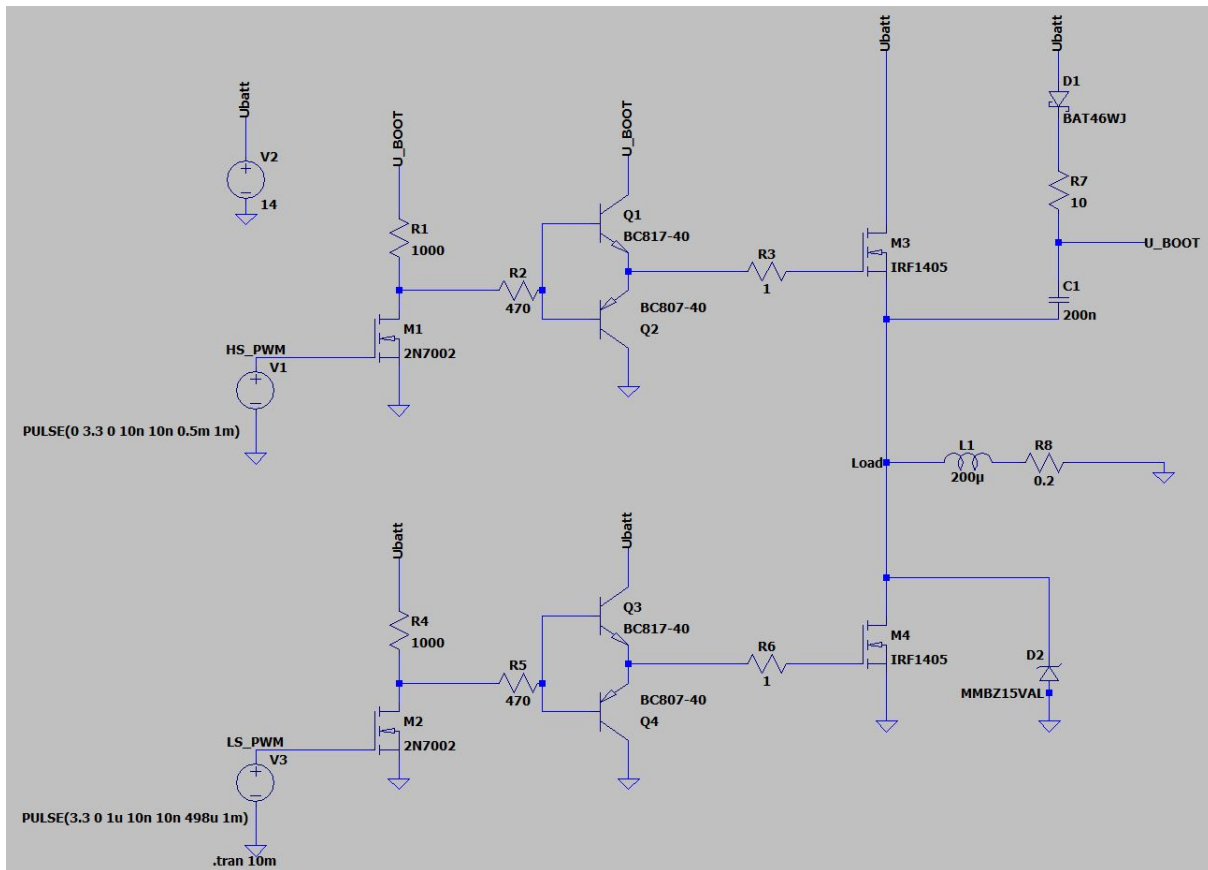 Ubatt
V2
14
U_BOOT
R1
1000
HS_PWM
V1
M1
2N7002
PULSE(0 3.3 0 10n 10n 0.5m 1m)
R2
470
U_BOOT
Q1
BC817-40
BC807-40
Q2
R3
1
Ubatt
M3
IRF1405
Ubatt
D1
BAT46WJ
R7
10
U_BOOT
C1
200n
Load
L1
200µ
R8
0.2
Ubatt
R4
1000
LS_PWM
V3
M2
2N7002
PULSE(3.3 0 1u 10n 10n 498u 1m)
.tran 10m
R5
470
Ubatt
Q3
BC817-40
BC807-40
Q4
R6
1
M4
IRF1405
D2
MMBZ15VAL